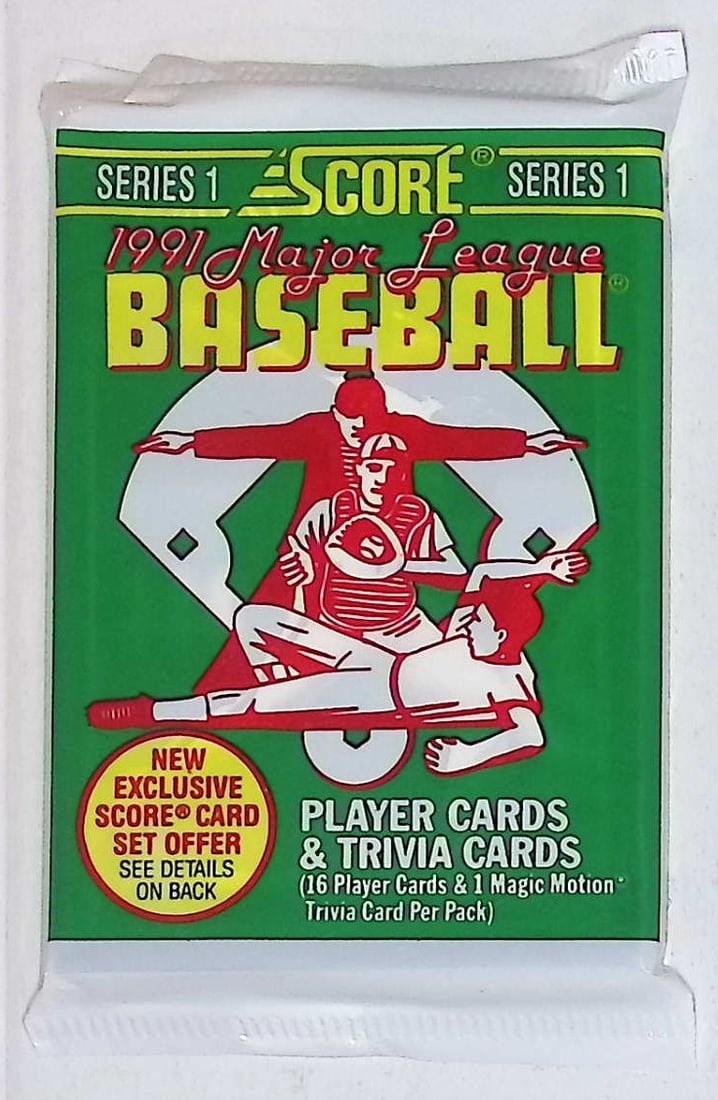 SERIES 1 SCORE® SERIES 1
1991 Major League
BASEBALL®
NEW
EXCLUSIVE
SCORE® CARD
SET OFFER
SEE DETAILS
ON BACK
PLAYER CARDS
& TRIVIA CARDS
(16 Player Cards & 1 Magic Motion™
Trivia Card Per Pack)